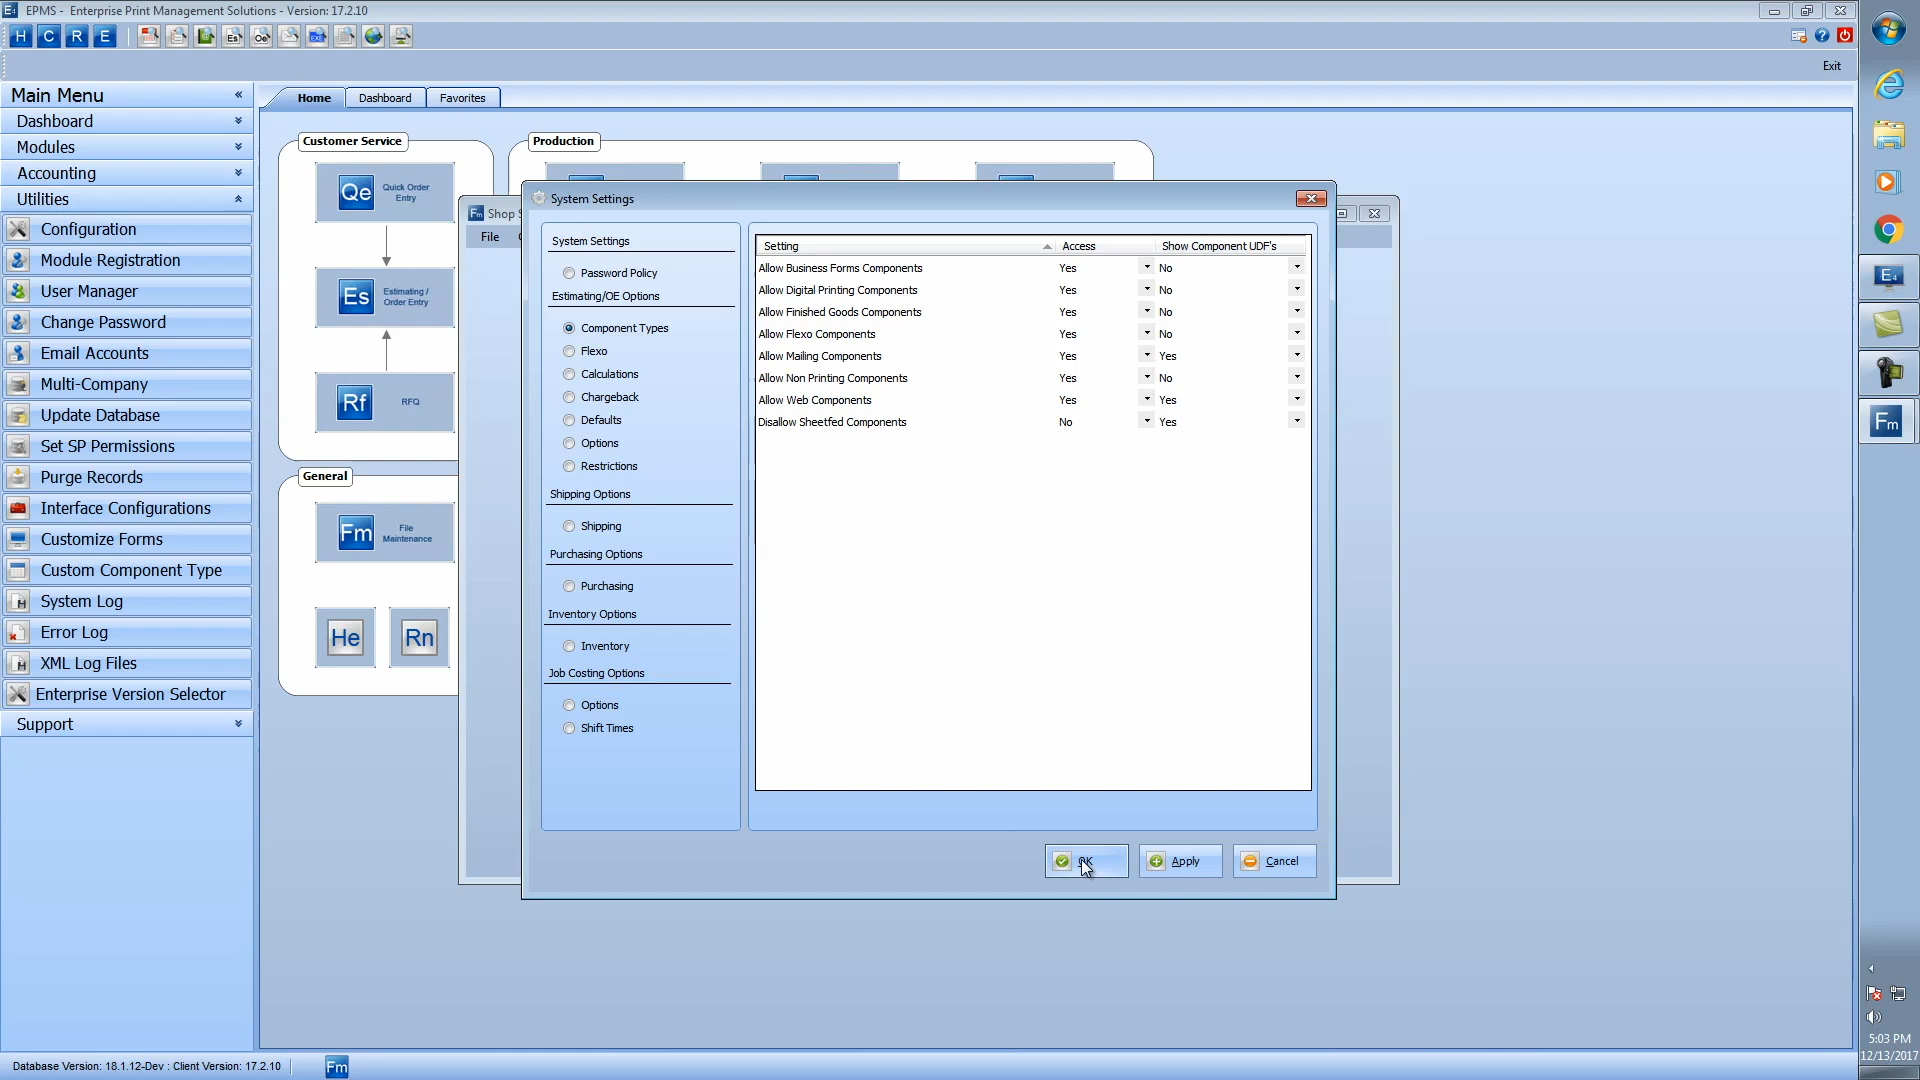 EPMS - Enterprise Print Management Solutions - Version: 17.2.10
H C R E Es Oe EXE
Exit
Main Menu
Dashboard
Modules
Accounting
Utilities
Configuration
Module Registration
User Manager
Change Password
Email Accounts
Multi-Company
Update Database
Set SP Permissions
Purge Records
Interface Configurations
Customize Forms
Custom Component Type
System Log
Error Log
XML Log Files
Enterprise Version Selector
Support
Home Dashboard Favorites
Customer Service
Qe Quick Order
Entry
Es Estimating /
Order Entry
Rf RFQ
General
Fm File
Maintenance
He Rn
Production
Fm Shop S
File
System Settings
System Settings
Password Policy
Estimating/OE Options
Component Types
Flexo
Calculations
Chargeback
Defaults
Options
Restrictions
Shipping Options
Shipping
Purchasing Options
Purchasing
Inventory Options
Inventory
Job Costing Options
Options
Shift Times
Setting Access Show Component UDF's
Allow Business Forms Components Yes No
Allow Digital Printing Components Yes No
Allow Finished Goods Components Yes No
Allow Flexo Components Yes No
Allow Mailing Components Yes Yes
Allow Non Printing Components Yes No
Allow Web Components Yes Yes
Disallow Sheetfed Components No Yes
OK Apply Cancel
E4
Fm
5:03 PM
12/13/2017
Database Version: 18.1.12-Dev : Client Version: 17.2.10
Fm